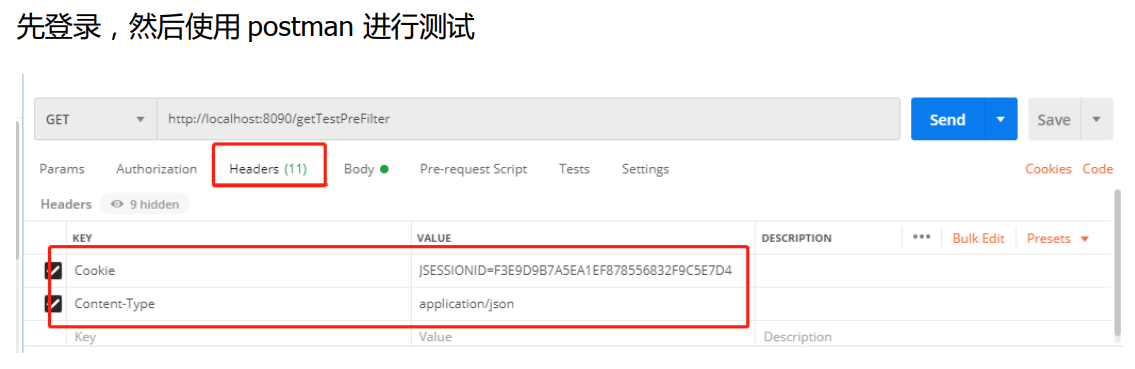 先登录，然后使用 postman 进行测试
GET http://localhost:8090/getTestPreFilter Send Save
Params Authorization Headers (11) Body Pre-request Script Tests Settings Cookies Code
Headers 9 hidden
KEY VALUE DESCRIPTION ••• Bulk Edit Presets
Cookie JSESSIONID=F3E9D9B7A5EA1EF878556832F9C5E7D4
Content-Type application/json
Key Value Description